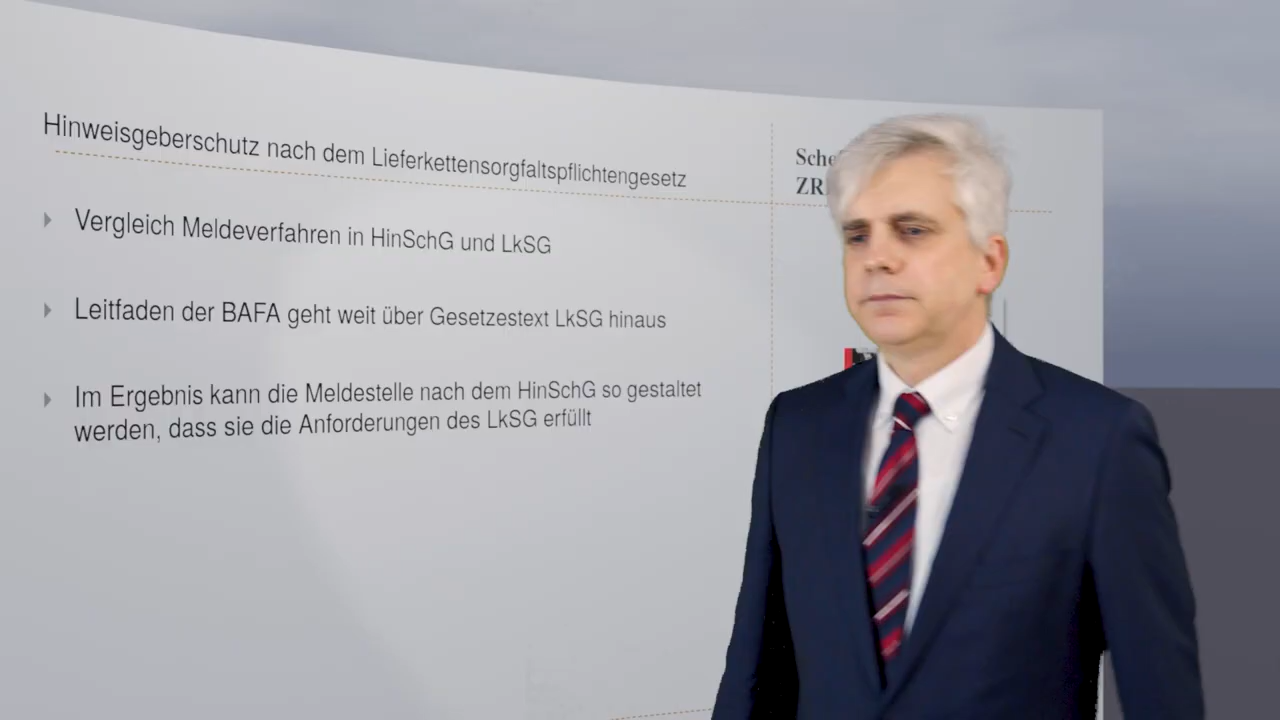 Hinweisgeberschutz nach dem Lieferkettensorgfaltspflichtengesetz
Vergleich Meldeverfahren in HinSchG und LkSG
Leitfaden der BAFA geht weit über Gesetzestext LkSG hinaus
Im Ergebnis kann die Meldestelle nach dem HinSchG so gestaltet
werden, dass sie die Anforderungen des LkSG erfüllt